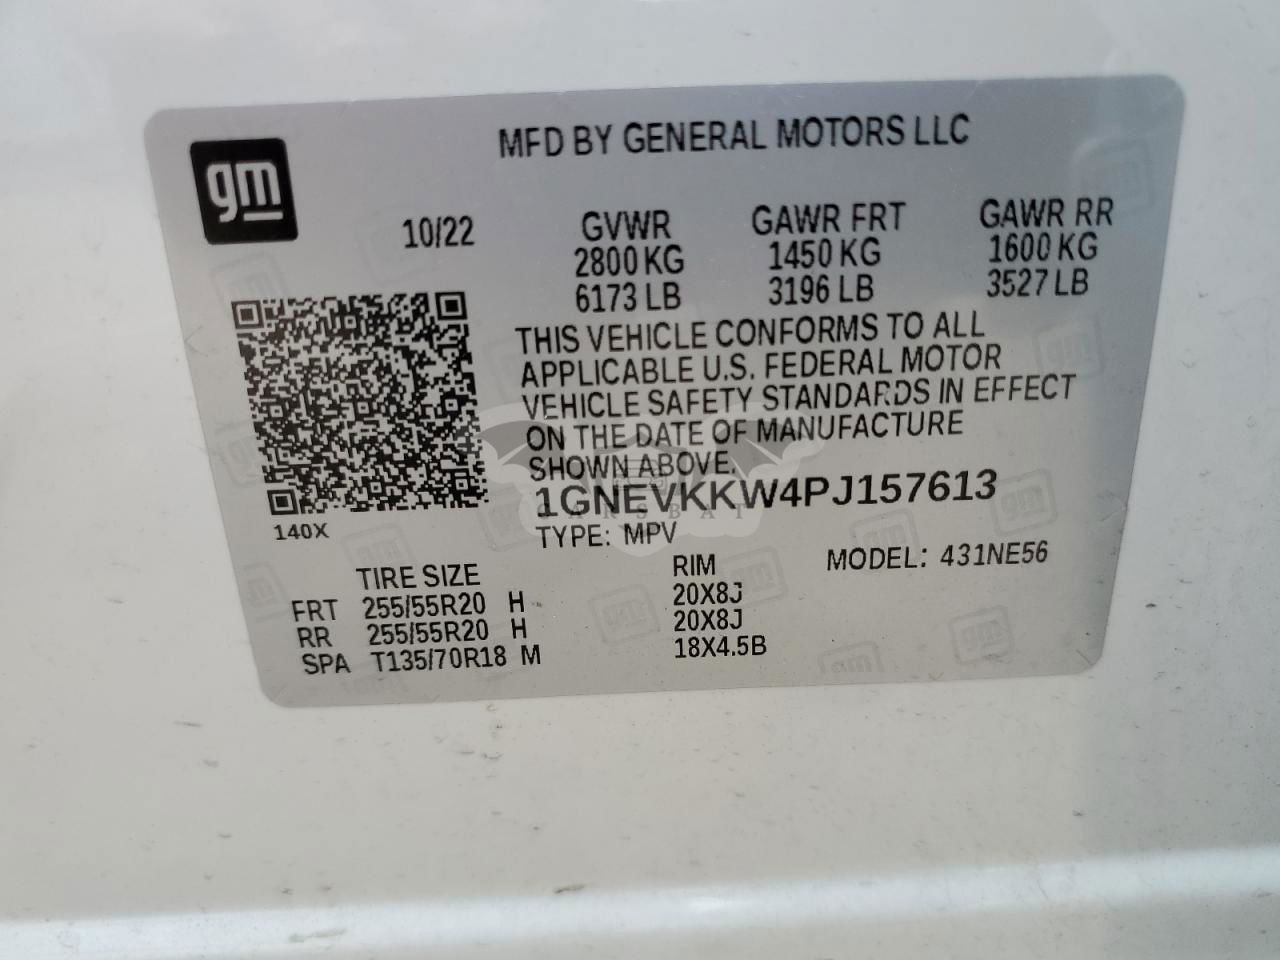 gm
MFD BY GENERAL MOTORS LLC
10/22 GVWR GAWR FRT GAWR RR
2800 KG 1450 KG 1600 KG
6173 LB 3196 LB 3527 LB
THIS VEHICLE CONFORMS TO ALL
APPLICABLE U.S. FEDERAL MOTOR
VEHICLE SAFETY STANDARDS IN EFFECT
ON THE DATE OF MANUFACTURE
SHOWN ABOVE.
1GNEVKKW4PJ157613
CARSBAT
140X
TYPE: MPV MODEL: 431NE56
TIRE SIZE RIM
FRT 255/55R20 H 20X8J
RR 255/55R20 H 20X8J
SPA T135/70R18 M 18X4.5B